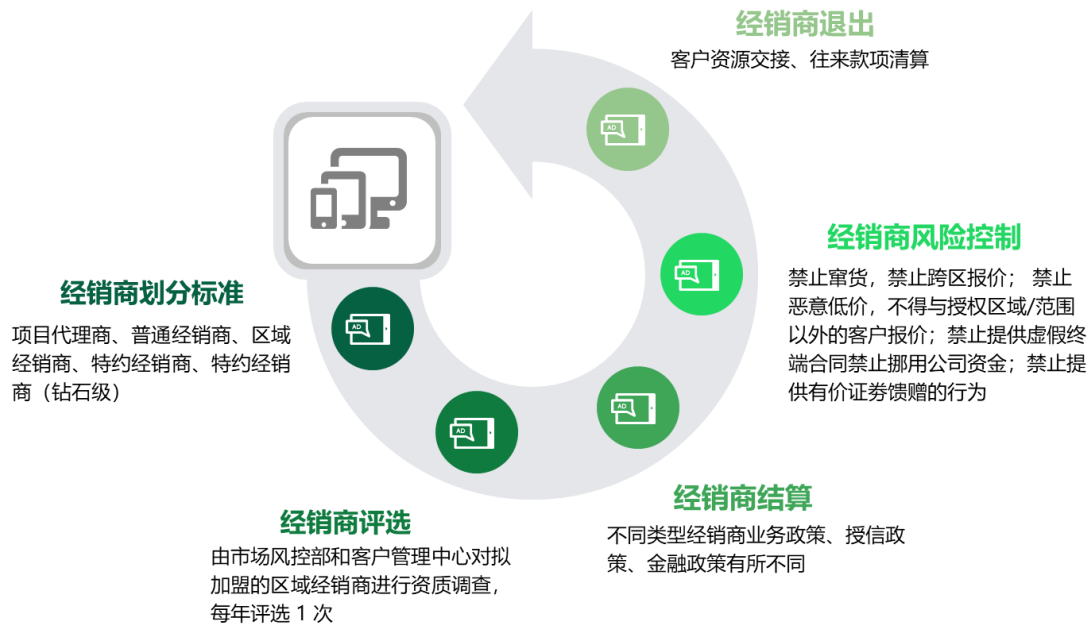 经销商退出
客户资源交接、往来款项清算
经销商风险控制
禁止窜货，禁止跨区报价； 禁止
恶意低价，不得与授权区域/范围
以外的客户报价；禁止提供虚假终
端合同禁止挪用公司资金；禁止提
供有价证券馈赠的行为
经销商划分标准
项目代理商、普通经销商、区域
经销商、特约经销商、特约经销
商（钻石级）
经销商结算
不同类型经销商业务政策、授信政
策、金融政策有所不同
经销商评选
由市场风控部和客户管理中心对拟
加盟的区域经销商进行资质调查，
每年评选 1 次
AD
AD
AD
AD
AD